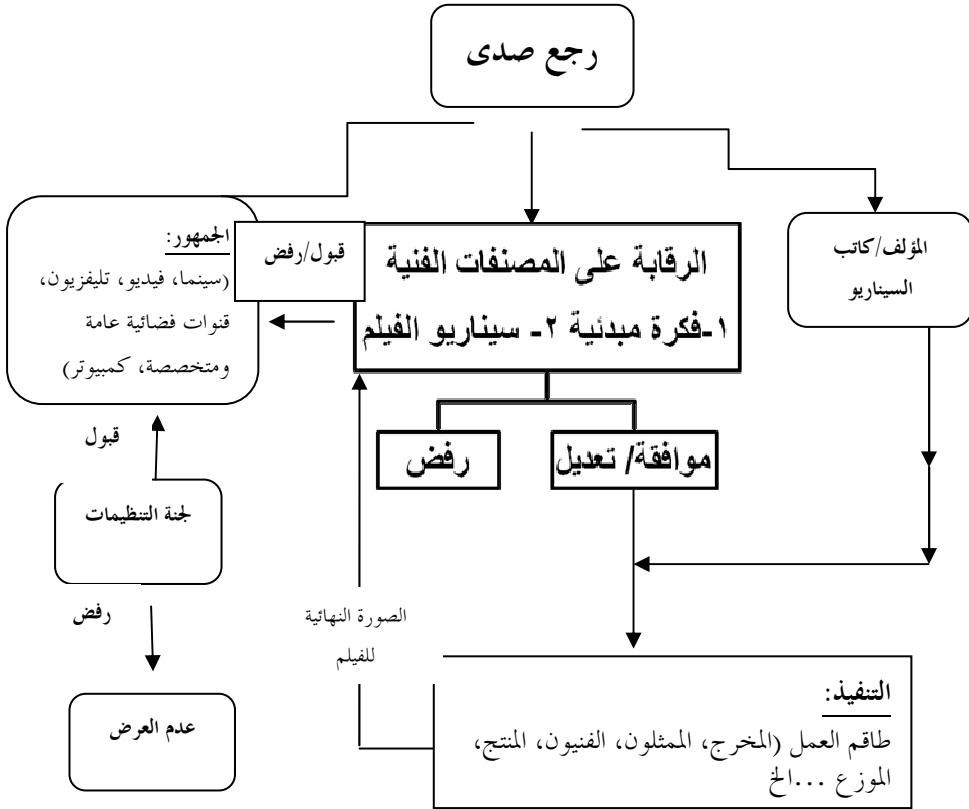 رجع صدى
المؤلف/كاتب
السيناريو
الرقابة على المصنفات الفنية
١-فكرة مبدئية ٢- سيناريو الفيلم
قبول/رفض
الجمهور:
(سينما، فيديو، تليفزيون،
قنوات فضائية عامة
ومتخصصة، كمبيوتر)
موافقة/ تعديل
رفض
قبول
لجنة التنظيمات
رفض
عدم العرض
الصورة النهائية
للفيلم
التنفيذ:
طاقم العمل (المخرج، الممثلون، الفنيون، المنتج،
الموزع ...الخ